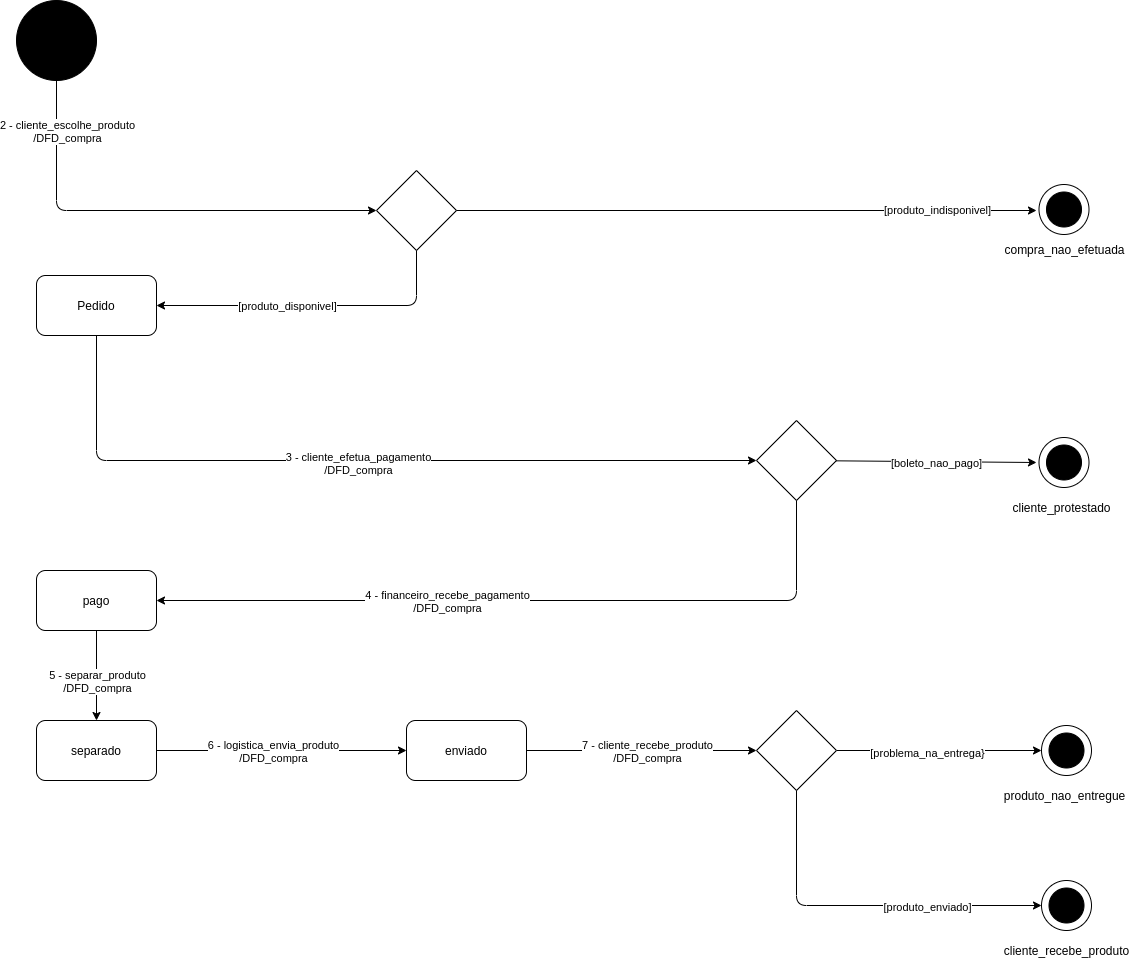 2 - cliente_escolhe_produto
/DFD_compra
[produto_indisponivel]
compra_nao_efetuada
Pedido
[produto_disponivel]
3 - cliente_efetua_pagamento
/DFD_compra
[boleto_nao_pago]
cliente_protestado
pago
4 - financeiro_recebe_pagamento
/DFD_compra
5 - separar_produto
/DFD_compra
separado
6 - logistica_envia_produto
/DFD_compra
enviado
7 - cliente_recebe_produto
/DFD_compra
[problema_na_entrega}
produto_nao_entregue
[produto_enviado]
cliente_recebe_produto